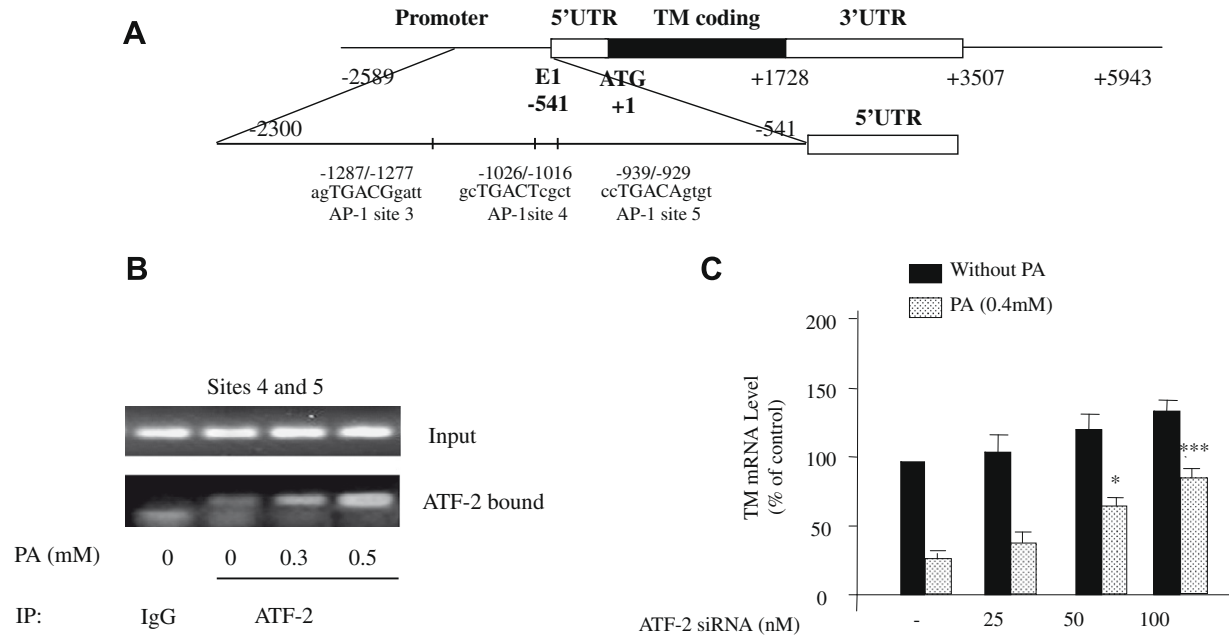 A
Promoter 5’UTR TM coding 3’UTR
-2589 E1 ATG +1728 +3507 +5943
-541 +1
-2300 -541 5’UTR
-1287/-1277 -1026/-1016 -939/-929
agTGACGgatt gcTGACTcgct ccTGACAgtgt
AP-1 site 3 AP-1site 4 AP-1 site 5
B
Sites 4 and 5
Input
ATF-2 bound
PA (mM) 0 0 0.3 0.5
IP: IgG ATF-2
C
Without PA
PA (0.4mM)
TM mRNA Level
(% of control)
200
150
100
50
0
*
***
ATF-2 siRNA (nM) - 25 50 100